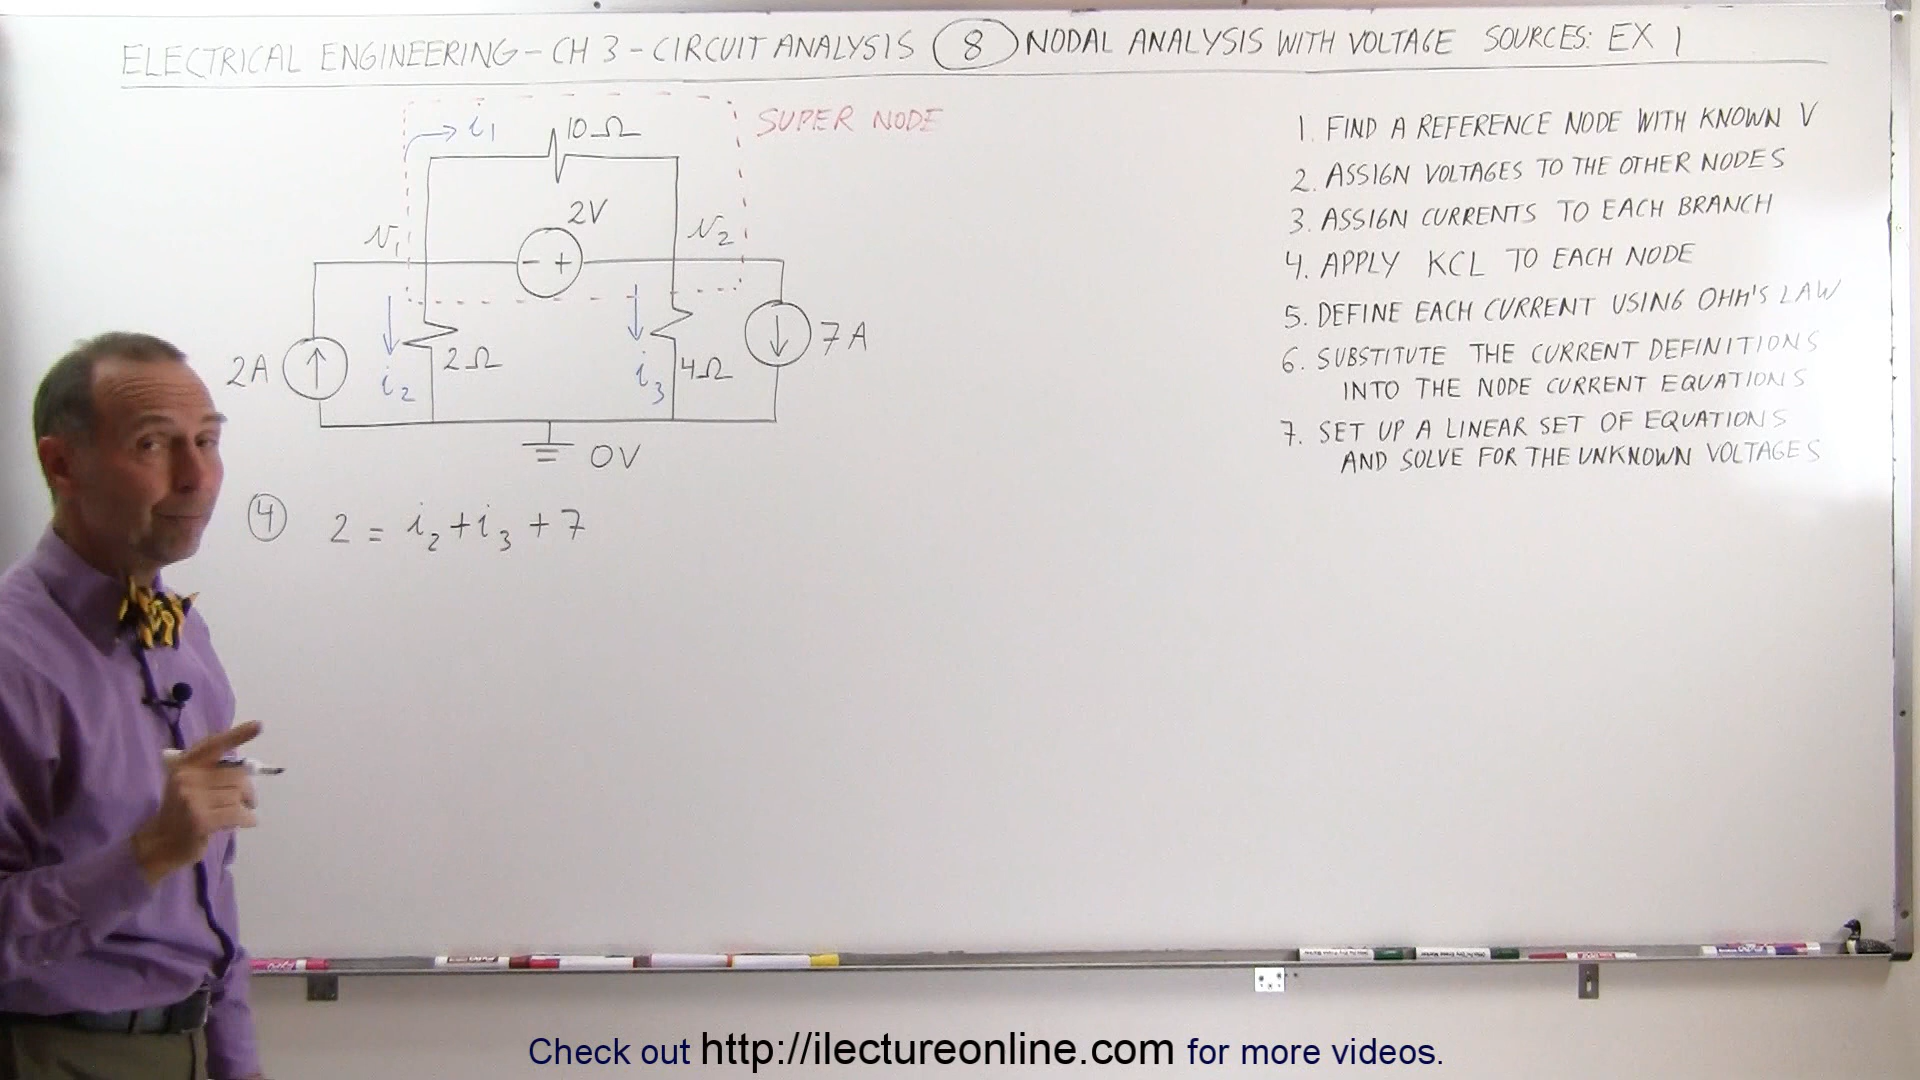 ELECTRICAL ENGINEERING - CH 3 - CIRCUIT ANALYSIS 8 NODAL ANALYSIS WITH VOLTAGE SOURCES: EX 1
i1 10Ω SUPER NODE
2V
v1 v2
- +
2A 2Ω 4Ω 7A
i2 i3
0V
4 2 = i2 + i3 + 7
1. FIND A REFERENCE NODE WITH KNOWN V
2. ASSIGN VOLTAGES TO THE OTHER NODES
3. ASSIGN CURRENTS TO EACH BRANCH
4. APPLY KCL TO EACH NODE
5. DEFINE EACH CURRENT USING OHM'S LAW
6. SUBSTITUTE THE CURRENT DEFINITIONS
INTO THE NODE CURRENT EQUATIONS
7. SET UP A LINEAR SET OF EQUATIONS
AND SOLVE FOR THE UNKNOWN VOLTAGES
Check out http://ilectureonline.com for more videos.